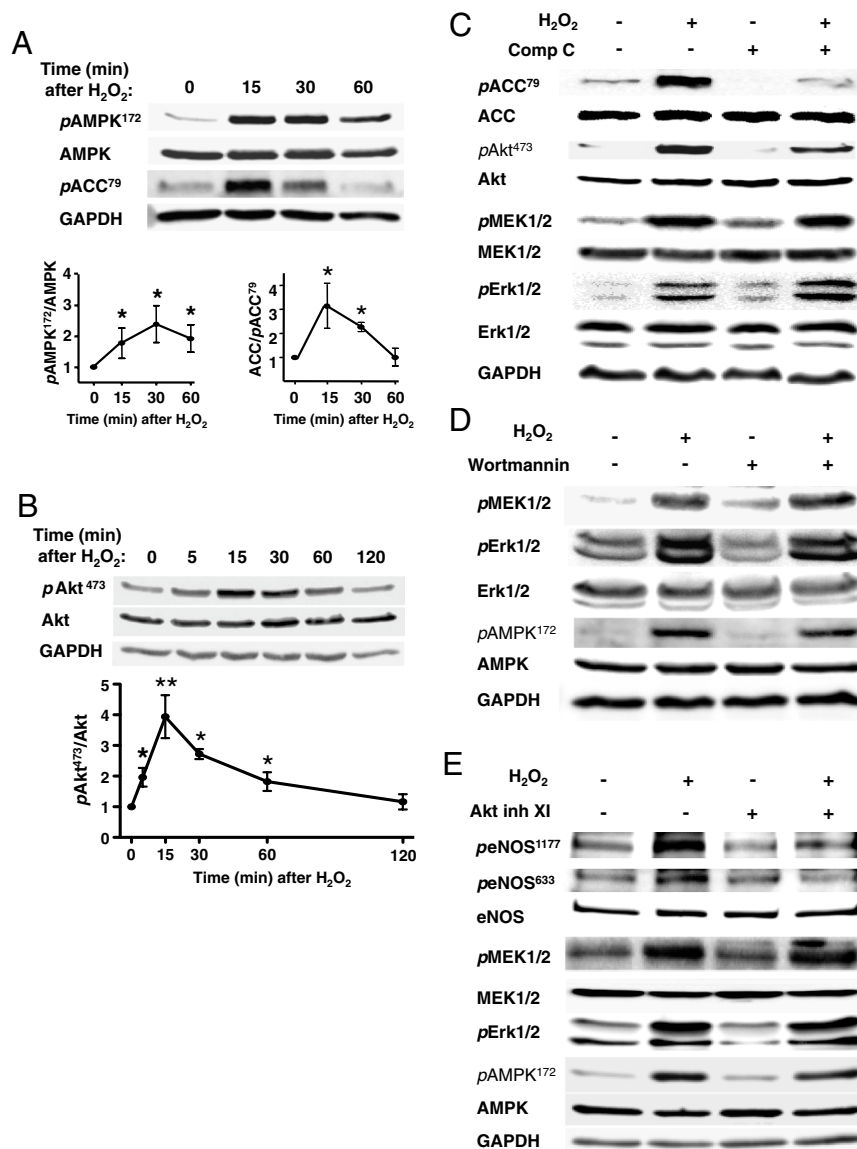 A
Time (min)
after H₂O₂: 0 15 30 60
pAMPK¹⁷²
AMPK
pACC⁷⁹
GAPDH
pAMPK¹⁷²/AMPK
4
3
2
1
* * *
0 15 30 60
Time (min) after H₂O₂
ACC/pACC⁷⁹
4
3
2
1
* *
0 15 30 60
Time (min) after H₂O₂
B
Time (min)
after H₂O₂: 0 5 15 30 60 120
pAkt⁴⁷³
Akt
GAPDH
pAkt⁴⁷³/Akt
5
4
3
2
1
0
* ** * *
0 15 30 60 120
Time (min) after H₂O₂
C
H₂O₂ - + - +
Comp C - - + +
pACC⁷⁹
ACC
pAkt⁴⁷³
Akt
pMEK1/2
MEK1/2
pErk1/2
Erk1/2
GAPDH
D
H₂O₂ - + - +
Wortmannin - - + +
pMEK1/2
pErk1/2
Erk1/2
pAMPK¹⁷²
AMPK
GAPDH
E
H₂O₂ - + - +
Akt inh XI - - + +
peNOS¹¹⁷⁷
peNOS⁶³³
eNOS
pMEK1/2
MEK1/2
pErk1/2
pAMPK¹⁷²
AMPK
GAPDH